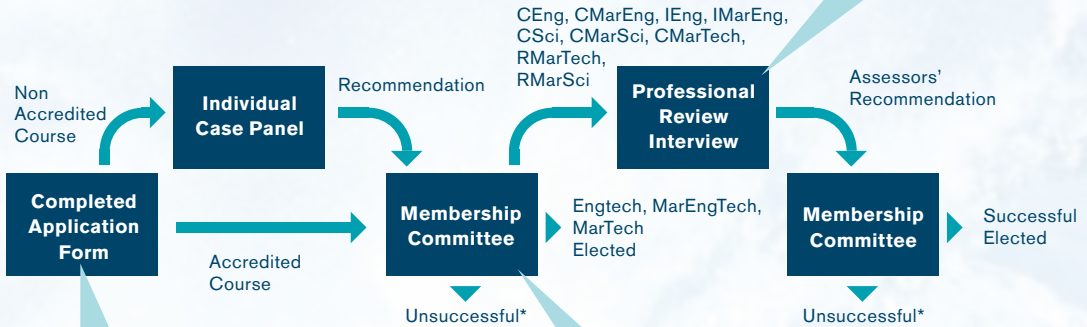 CEng, CMarEng, IEng, IMarEng,
CSci, CMarSci, CMarTech,
RMarTech,
RMarSci
Non
Accredited
Course
Individual
Case Panel
Recommendation
Professional
Review
Interview
Assessors'
Recommendation
Completed
Application
Form
Accredited
Course
Membership
Committee
Engtech, MarEngTech,
MarTech
Elected
Membership
Committee
Successful
Elected
Unsuccessful*
Unsuccessful*